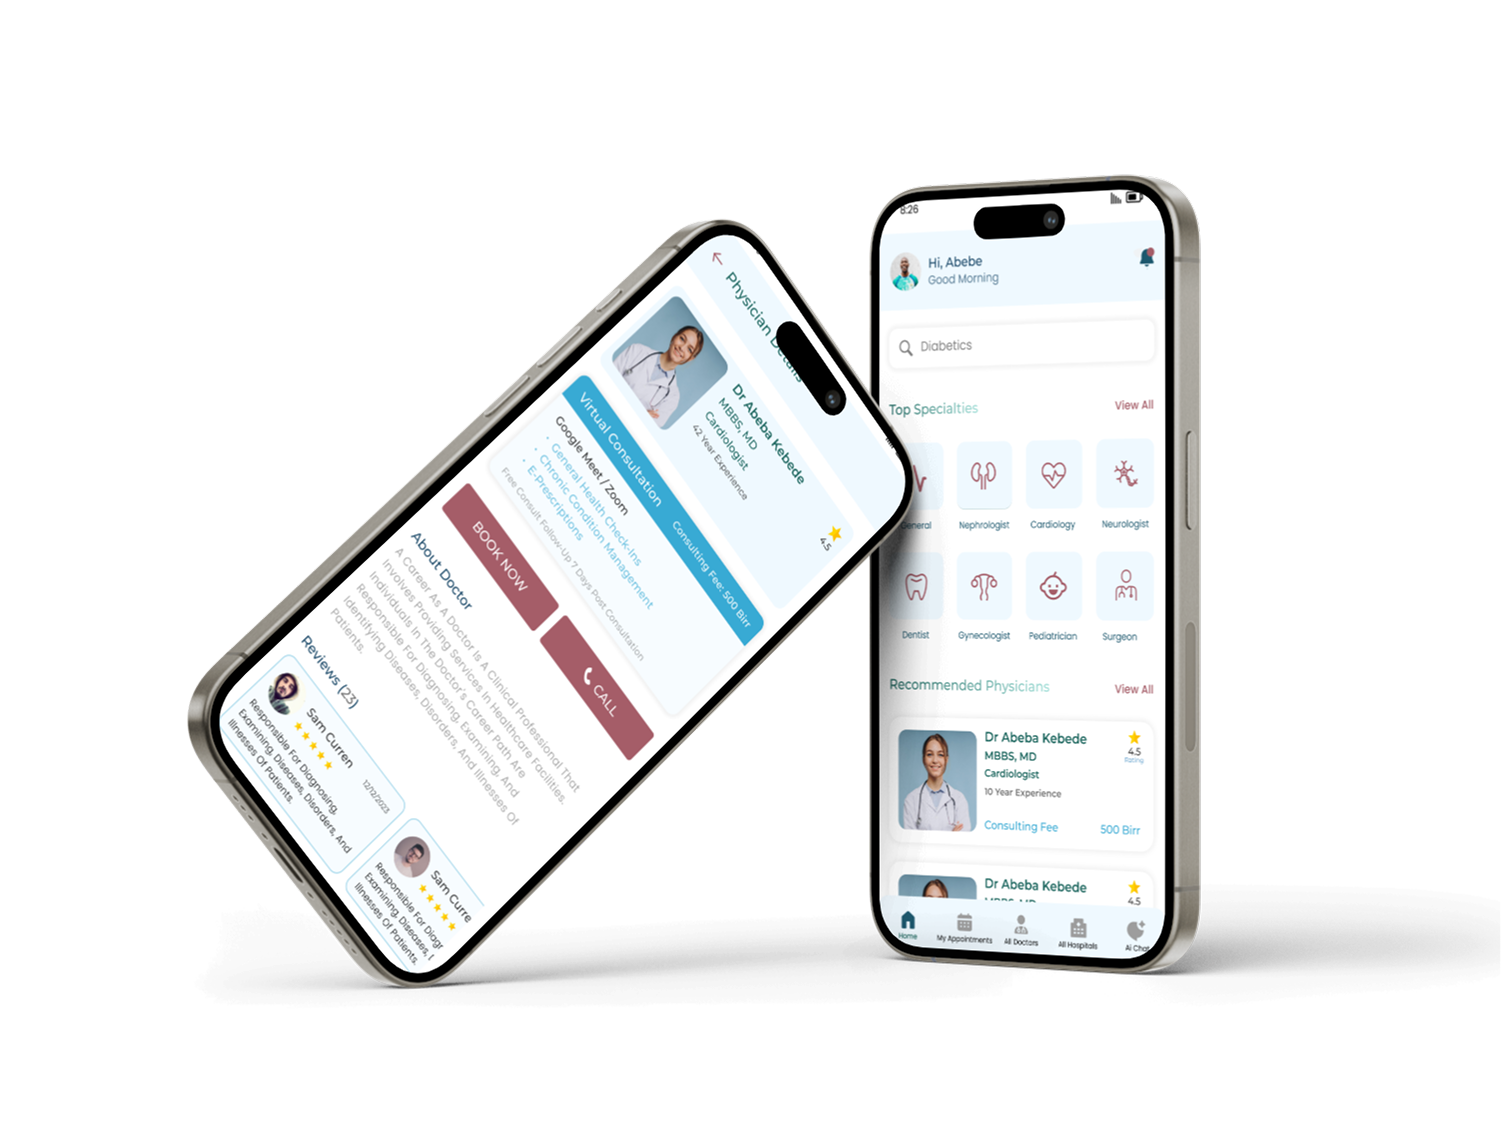 Physician Details
Dr Abeba Kebede
MBBS, MD
Cardiologist
42 Year Experience
4.5
Virtual Consultation
Consulting Fee: 500 Birr
Google Meet / Zoom
General Health Check-Ins
Chronic Condition Management
E-Prescriptions
Free Consult Follow-Up 7 Days Post Consultation
BOOK NOW
CALL
About Doctor
A Career As A Doctor Is A Clinical Professional That
Involves Providing Services In Healthcare Facilities.
Individuals In The Doctor's Career Path Are
Responsible For Diagnosing, Examining, And
Identifying Diseases, Disorders, And Illnesses Of
Patients.
Reviews (23)
Sam Curren
12/12/2023
Responsible For Diagnosing,
Examining, Diseases, Disorders, And
Illnesses Of Patients.
Sam Curre
Responsible For Diagr
Examining, Diseases, I
Illnesses Of Patients.
8:26
Hi, Abebe
Good Morning
Diabetics
Top Specialties
View All
General
Nephrologist
Cardiology
Neurologist
Dentist
Gynecologist
Pediatrician
Surgeon
Recommended Physicians
View All
Dr Abeba Kebede
MBBS, MD
Cardiologist
10 Year Experience
4.5
Rating
Consulting Fee
500 Birr
Dr Abeba Kebede
MBBS, MD
4.5
Home
My Appointments
All Doctors
All Hospitals
Ai Chat